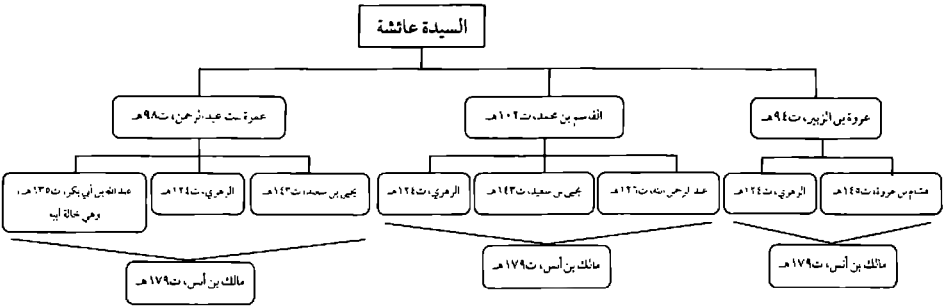 السيدة عائشة
عروة بن الزبير، ت٩٤هـ
القاسم بن محمد، ت١٠٢هـ
عمرة بنت عبد الرحمن، ت٩٨هـ
هشام بن عروة، ت١٤٥هـ
الزهري، ت١٢٤هـ
عبد الرحمن ابنه، ت١٢٦هـ
يحيى بن سعيد، ت١٤٣هـ
الزهري، ت١٢٤هـ
يحيى بن سعيد، ت١٤٣هـ
الزهري، ت١٢٤هـ
عبد الله بن أبي بكر، ت١٣٥هـ،
وهي خالة أبيه
مالك بن أنس، ت١٧٩هـ
مالك بن أنس، ت١٧٩هـ
مالك بن أنس، ت١٧٩هـ